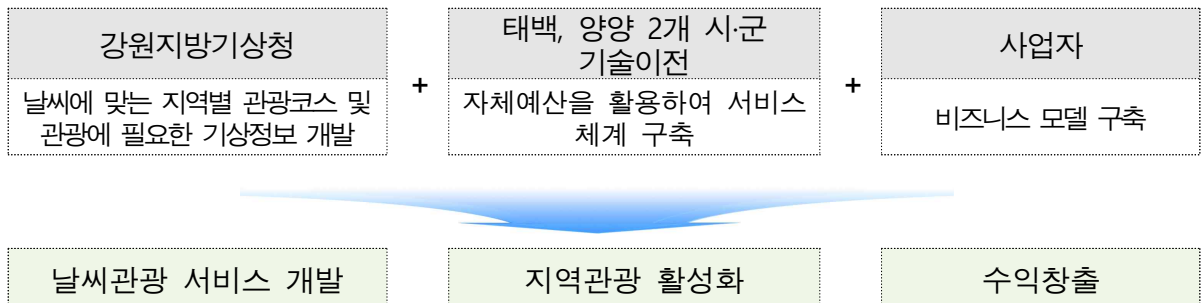 강원지방기상청
날씨에 맞는 지역별 관광코스 및
관광에 필요한 기상정보 개발
+
태백, 양양 2개 시·군
기술이전
자체예산을 활용하여 서비스
체계 구축
+
사업자
비즈니스 모델 구축
날씨관광 서비스 개발
지역관광 활성화
수익창출